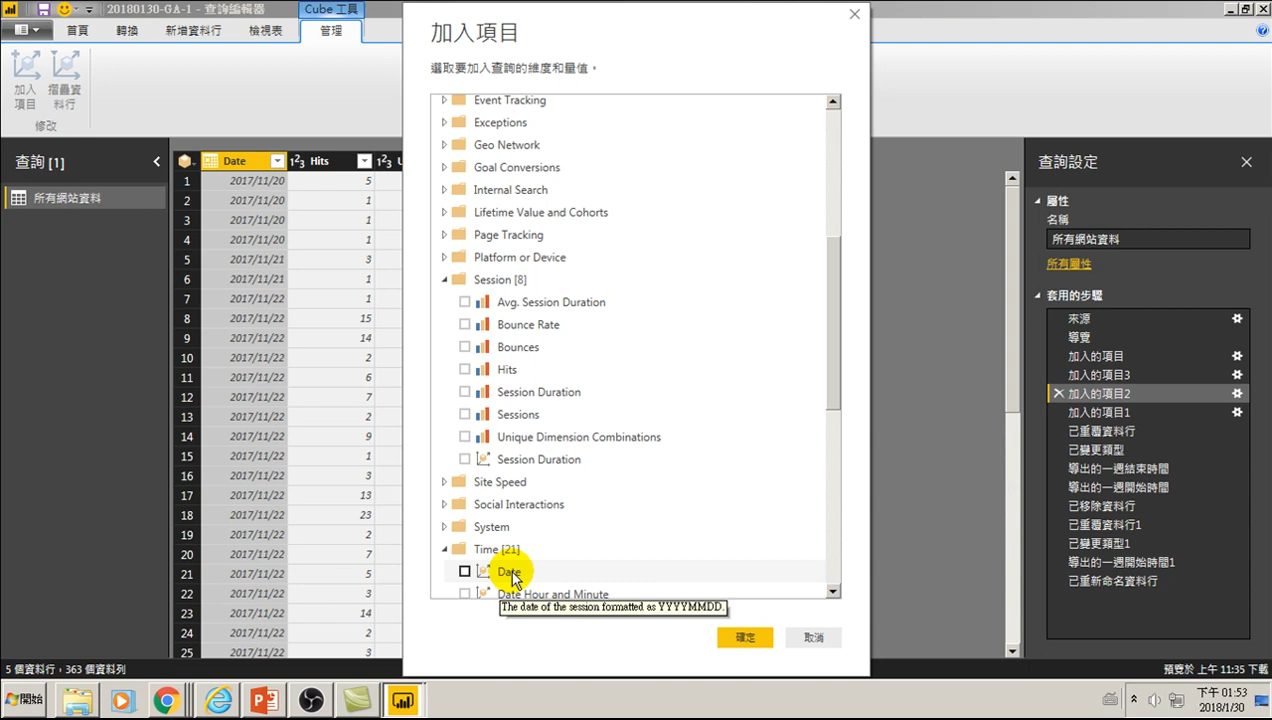 20180130-GA-1 - 查詢編輯器
Cube 工具
首頁
轉換
新增資料行
檢視表
管理
加入
項目
摺疊資
料行
修改
查詢 [1]
所有網站資料
Date
1²3 Hits
1²3 U
1 2017/11/20 5
2 2017/11/20 1
3 2017/11/20 1
4 2017/11/20 1
5 2017/11/21 3
6 2017/11/21 1
7 2017/11/22 1
8 2017/11/22 15
9 2017/11/22 14
10 2017/11/22 2
11 2017/11/22 6
12 2017/11/22 7
13 2017/11/22 2
14 2017/11/22 9
15 2017/11/22 1
16 2017/11/22 3
17 2017/11/22 13
18 2017/11/22 23
19 2017/11/22 2
20 2017/11/22 7
21 2017/11/22 5
22 2017/11/22 3
23 2017/11/22 14
24 2017/11/22 2
25 2017/11/22 3
加入項目
選取要加入查詢的維度和量值。
Event Tracking
Exceptions
Geo Network
Goal Conversions
Internal Search
Lifetime Value and Cohorts
Page Tracking
Platform or Device
Session [8]
Avg. Session Duration
Bounce Rate
Bounces
Hits
Session Duration
Sessions
Unique Dimension Combinations
Session Duration
Site Speed
Social Interactions
System
Time [21]
Date
Date Hour and Minute
The date of the session formatted as YYYYMMDD.
確定
取消
查詢設定
屬性
名稱
所有網站資料
所有屬性
套用的步驟
來源
導覽
加入的項目
加入的項目3
加入的項目2
加入的項目1
已重覆資料行
已變更類型
導出的一週結束時間
導出的一週開始時間
已移除資料行
已重覆資料行1
已變更類型1
導出的一週開始時間1
已重新命名資料行
5 個資料行，363 個資料列
預覽於 上午 11:35 下載
開始
下午 01:53
2018/1/30